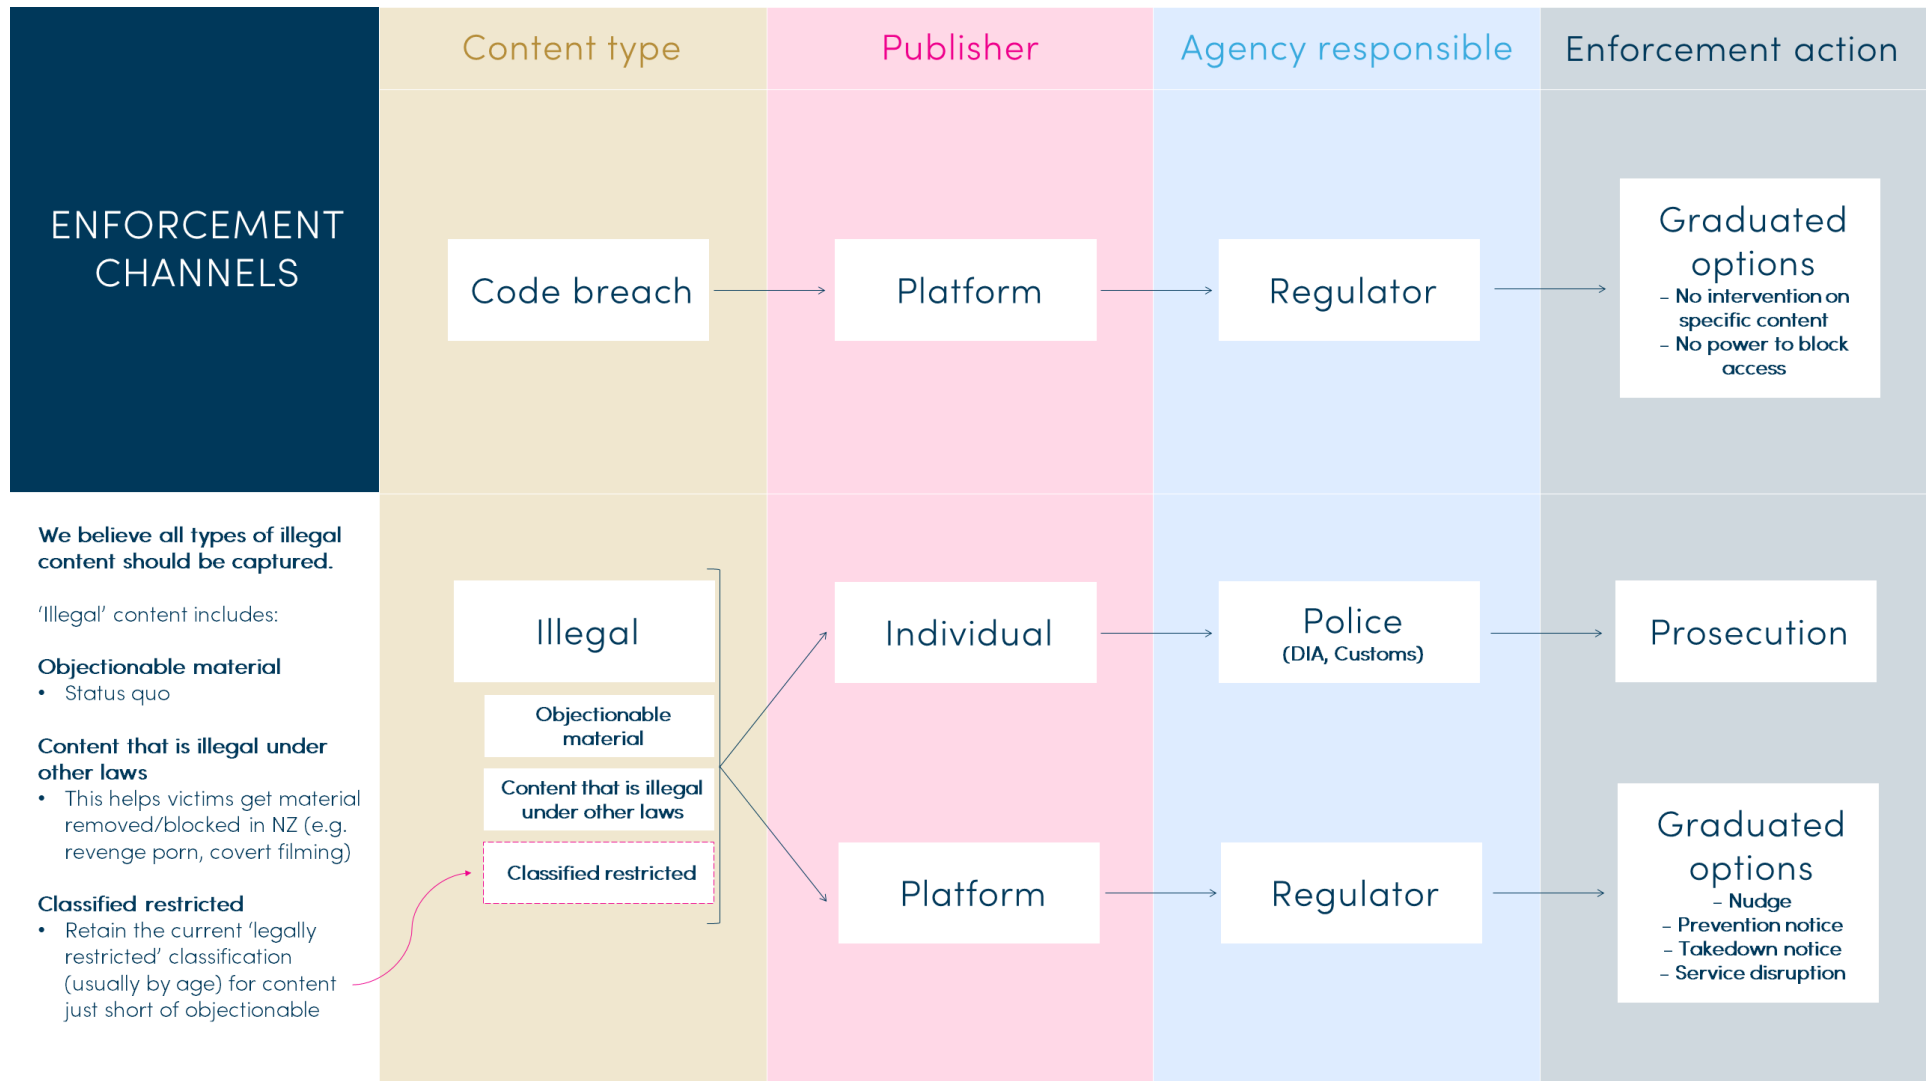 ENFORCEMENT
CHANNELS
Content type
Publisher
Agency responsible
Enforcement action
Code breach
Platform
Regulator
Graduated
options
– No intervention on
specific content
– No power to block
access
We believe all types of illegal
content should be captured.
‘Illegal’ content includes:
Objectionable material
• Status quo
Content that is illegal under
other laws
• This helps victims get material
removed/blocked in NZ (e.g.
revenge porn, covert filming)
Classified restricted
• Retain the current ‘legally
restricted’ classification
(usually by age) for content
just short of objectionable
Illegal
Objectionable
material
Content that is illegal
under other laws
Classified restricted
Individual
Police
(DIA, Customs)
Prosecution
Platform
Regulator
Graduated
options
– Nudge
– Prevention notice
– Takedown notice
– Service disruption